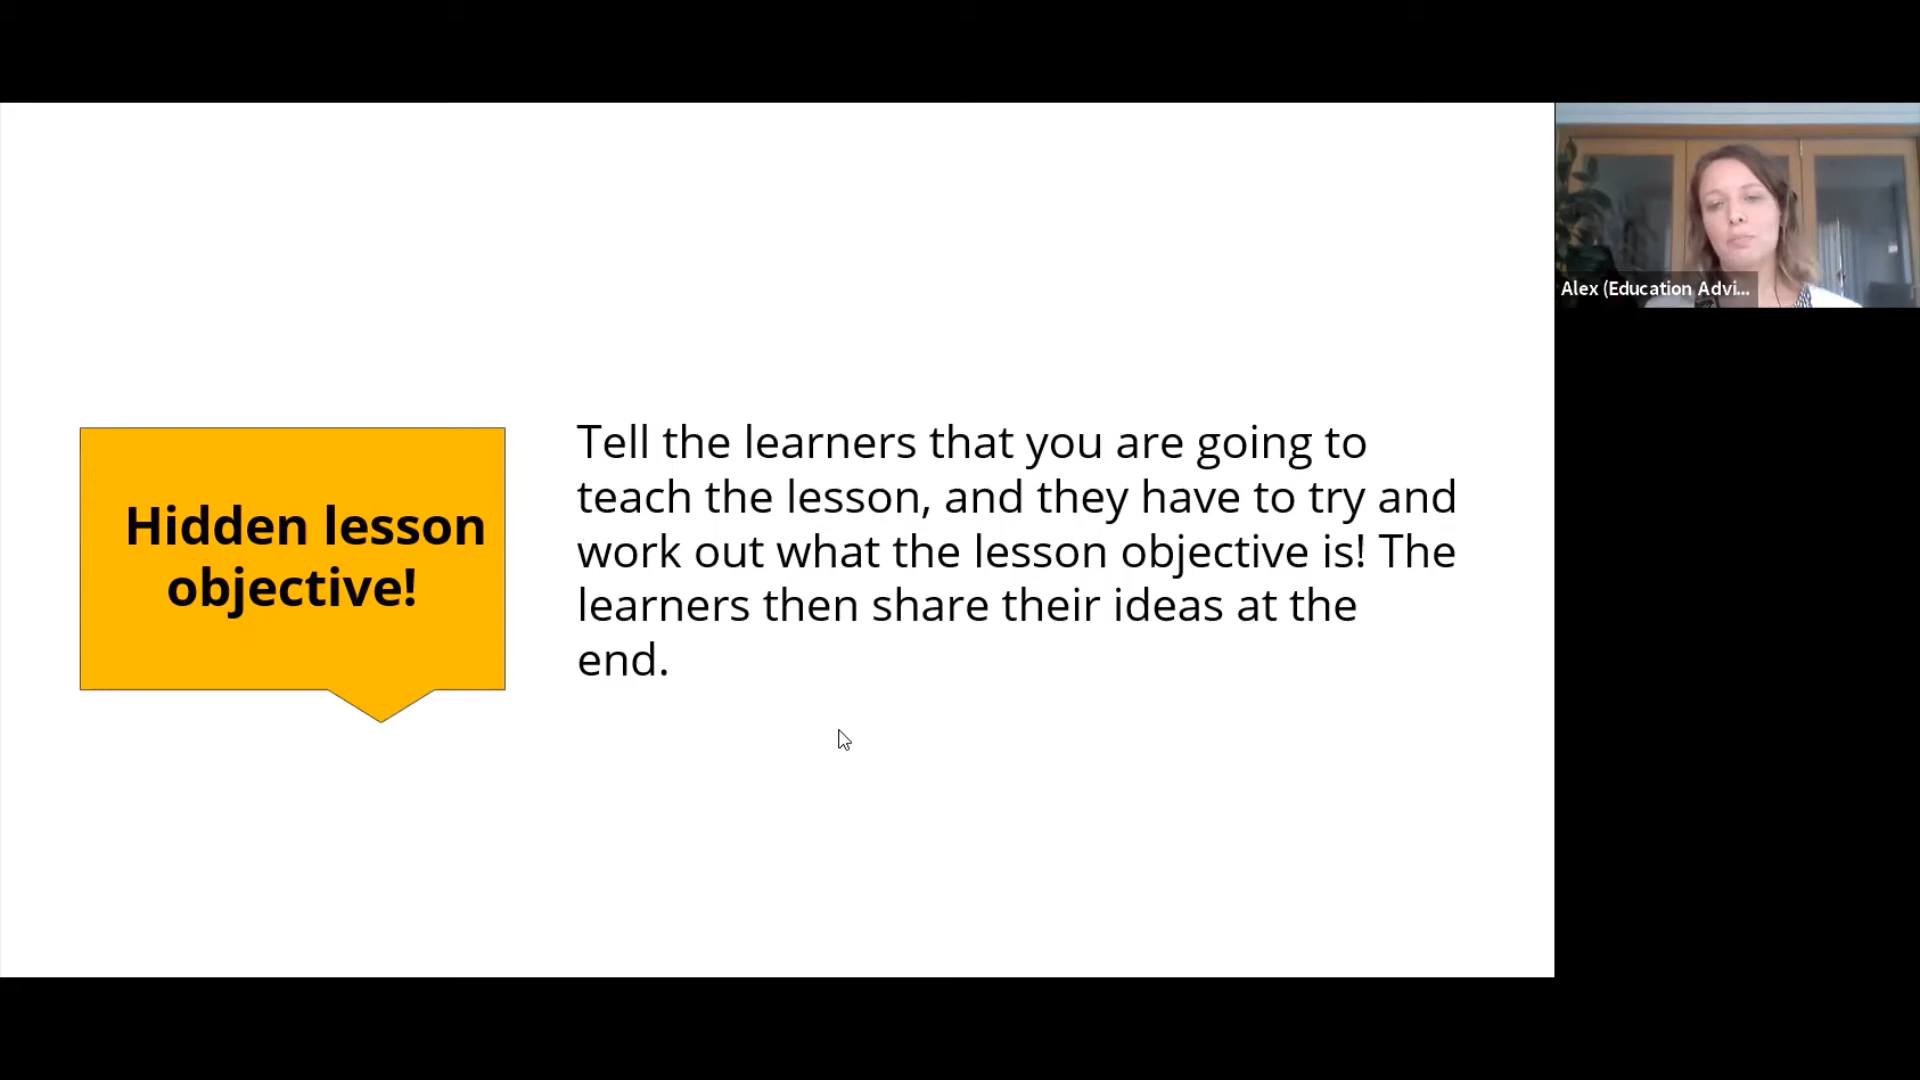 Hidden lesson
objective!
Tell the learners that you are going to
teach the lesson, and they have to try and
work out what the lesson objective is! The
learners then share their ideas at the
end.
Alex (Education Advi...